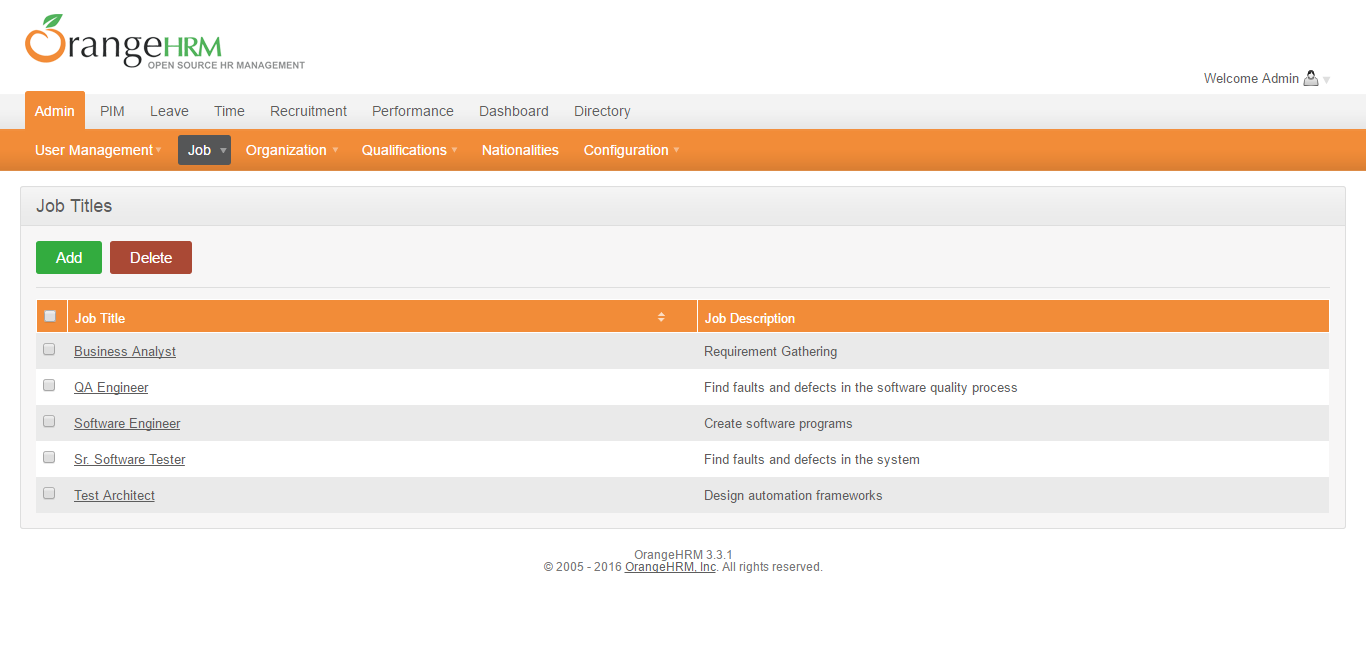 OrangeHRM
OPEN SOURCE HR MANAGEMENT
Welcome Admin
Admin PIM Leave Time Recruitment Performance Dashboard Directory
User Management Job Organization Qualifications Nationalities Configuration
Job Titles
Add Delete
Job Title Job Description
Business Analyst Requirement Gathering
QA Engineer Find faults and defects in the software quality process
Software Engineer Create software programs
Sr. Software Tester Find faults and defects in the system
Test Architect Design automation frameworks
OrangeHRM 3.3.1
© 2005 - 2016 OrangeHRM, Inc. All rights reserved.